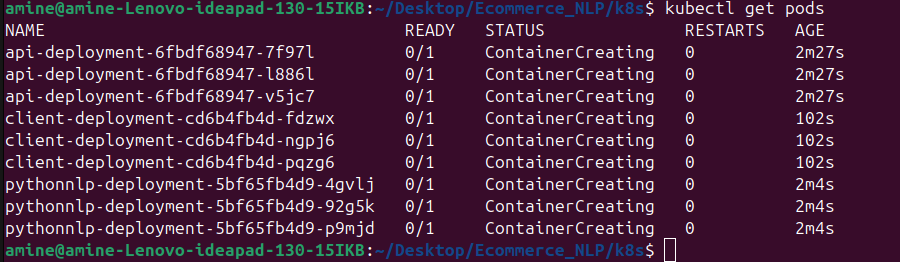 amine@amine-Lenovo-ideapad-130-15IKB:~/Desktop/Ecommerce_NLP/k8s$ kubectl get pods
NAME READY STATUS RESTARTS AGE
api-deployment-6fbdf68947-7f97l 0/1 ContainerCreating 0 2m27s
api-deployment-6fbdf68947-l886l 0/1 ContainerCreating 0 2m27s
api-deployment-6fbdf68947-v5jc7 0/1 ContainerCreating 0 2m27s
client-deployment-cd6b4fb4d-fdzwx 0/1 ContainerCreating 0 102s
client-deployment-cd6b4fb4d-ngpj6 0/1 ContainerCreating 0 102s
client-deployment-cd6b4fb4d-pqzg6 0/1 ContainerCreating 0 102s
pythonnlp-deployment-5bf65fb4d9-4gvlj 0/1 ContainerCreating 0 2m4s
pythonnlp-deployment-5bf65fb4d9-92g5k 0/1 ContainerCreating 0 2m4s
pythonnlp-deployment-5bf65fb4d9-p9mjd 0/1 ContainerCreating 0 2m4s
amine@amine-Lenovo-ideapad-130-15IKB:~/Desktop/Ecommerce_NLP/k8s$